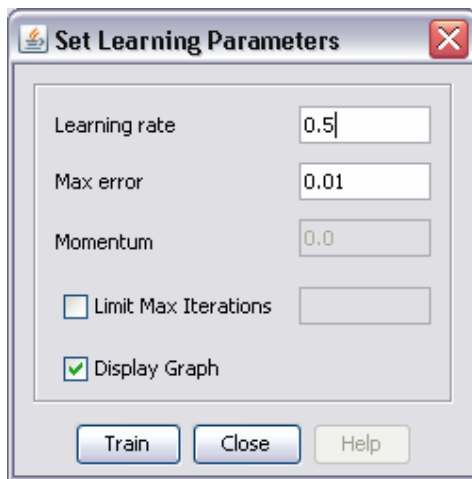 Set Learning Parameters
Learning rate 0.5
Max error 0.01
Momentum 0.0
Limit Max Iterations
Display Graph
Train Close Help